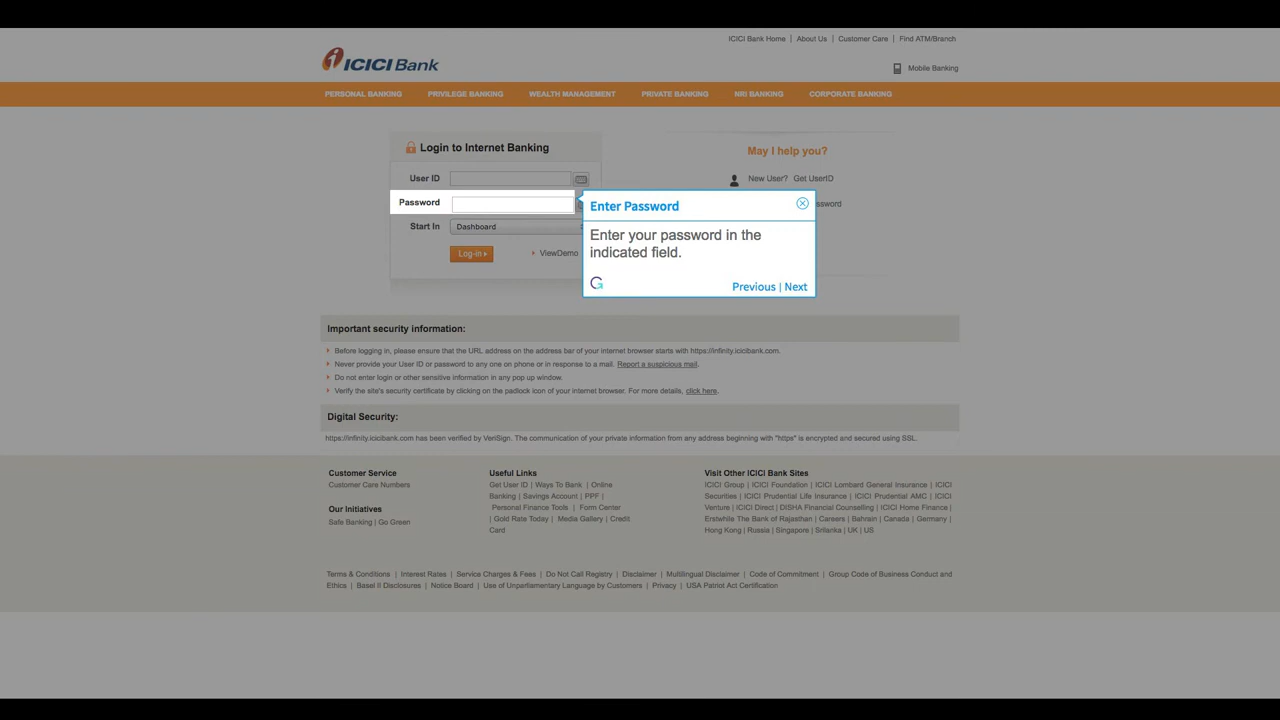 ICICI Bank Home | About Us | Customer Care | Find ATM/Branch
ICICI Bank
Mobile Banking
PERSONAL BANKING PRIVILEGE BANKING WEALTH MANAGEMENT PRIVATE BANKING NRI BANKING CORPORATE BANKING
Login to Internet Banking
User ID
Password
Start In Dashboard
Log-in ViewDemo
May I help you?
New User? Get UserID
sword
Enter Password
Enter your password in the
indicated field.
Previous | Next
Important security information:
Before logging in, please ensure that the URL address on the address bar of your internet browser starts with https://infinity.icicibank.com.
Never provide your User ID or password to any one on phone or in response to a mail. Report a suspicious mail.
Do not enter login or other sensitive information in any pop up window.
Verify the site's security certificate by clicking on the padlock icon of your internet browser. For more details, click here.
Digital Security:
https://infinity.icicibank.com has been verified by VeriSign. The communication of your private information from any address beginning with "https" is encrypted and secured using SSL.
Customer Service
Customer Care Numbers
Our Initiatives
Safe Banking | Go Green
Useful Links
Get User ID | Ways To Bank | Online
Banking | Savings Account | PPF |
Personal Finance Tools | Form Center
| Gold Rate Today | Media Gallery | Credit
Card
Visit Other ICICI Bank Sites
ICICI Group | ICICI Foundation | ICICI Lombard General Insurance | ICICI
Securities | ICICI Prudential Life Insurance | ICICI Prudential AMC | ICICI
Venture | ICICI Direct | DISHA Financial Counselling | ICICI Home Finance |
Erstwhile The Bank of Rajasthan | Careers | Bahrain | Canada | Germany |
Hong Kong | Russia | Singapore | Srilanka | UK | US
Terms & Conditions | Interest Rates | Service Charges & Fees | Do Not Call Registry | Disclaimer | Multilingual Disclaimer | Code of Commitment | Group Code of Business Conduct and
Ethics | Basel II Disclosures | Notice Board | Use of Unparliamentary Language by Customers | Privacy | USA Patriot Act Certification